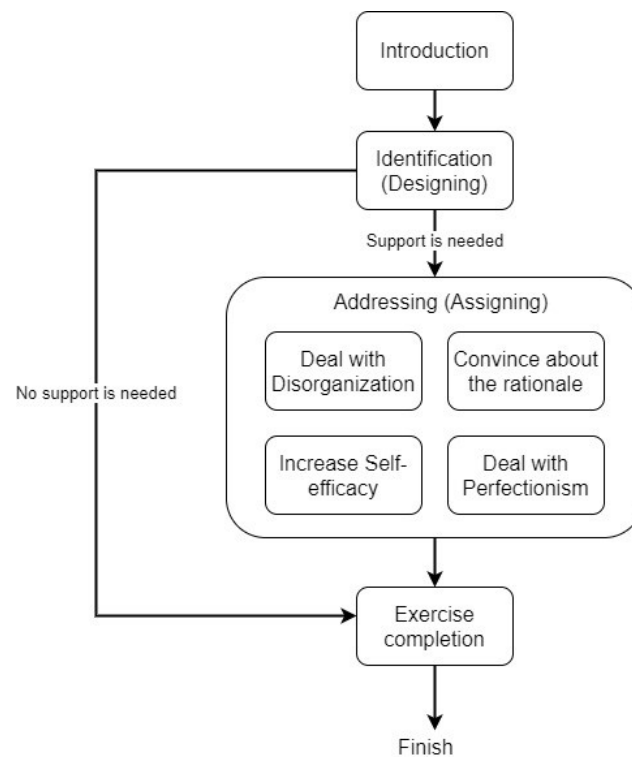 Introduction
Identification
(Designing)
Support is needed
Addressing (Assigning)
Deal with
Disorganization
Convince about
the rationale
No support is needed
Increase Self-
efficacy
Deal with
Perfectionism
Exercise
completion
Finish